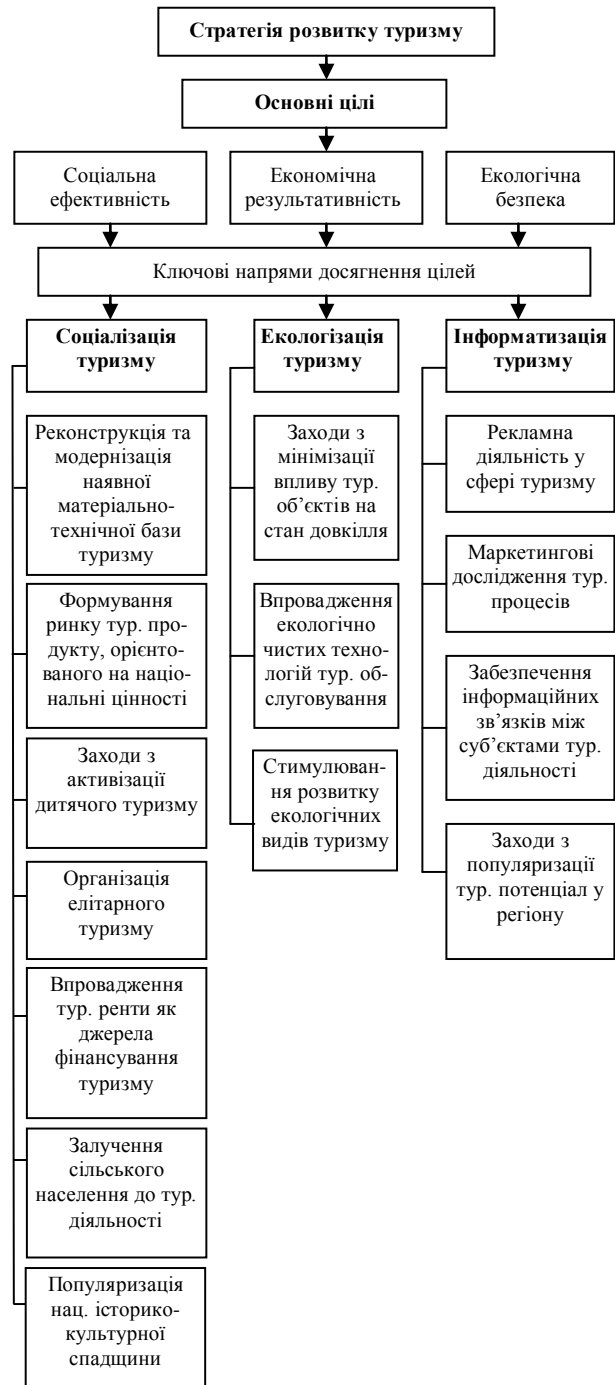 Стратегія розвитку туризму
Основні цілі
Соціальна
ефективність
Економічна
результативність
Екологічна
безпека
Ключові напрями досягнення цілей
Соціалізація
туризму
Реконструкція та
модернізація
наявної
матеріально-
технічної бази
туризму
Формування
ринку тур. про-
дукту, орієнто-
ваного на націо-
нальні цінності
Заходи з
активізації
дитячого туризму
Організація
елітарного
туризму
Впровадження
тур. ренти як
джерела
фінансування
туризму
Залучення
сільського
населення до тур.
діяльності
Популяризація
нац. історико-
культурної
спадщини
Екологізація
туризму
Заходи з
мінімізації
впливу тур.
об’єктів на
стан довкілля
Впровадження
екологічно
чистих техно-
логій тур. об-
слуговування
Стимулюван-
ня розвитку
екологічних
видів туризму
Інформатизація
туризму
Рекламна
діяльність у
сфері туризму
Маркетингові
дослідження тур.
процесів
Забезпечення
інформаційних
зв’язків між
суб’єктами тур.
діяльності
Заходи з
популяризації
тур. потенціал у
регіону